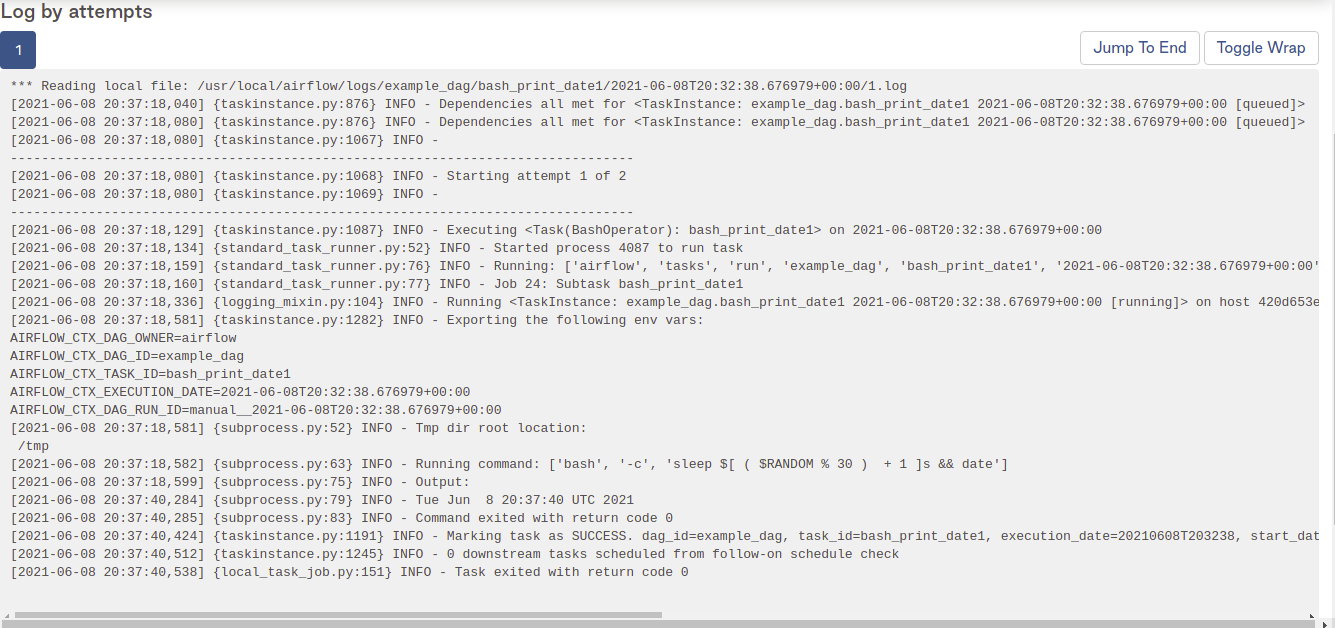 Log by attempts
1
Jump To End
Toggle Wrap
*** Reading local file: /usr/local/airflow/logs/example_dag/bash_print_date1/2021-06-08T20:32:38.676979+00:00/1.log
[2021-06-08 20:37:18,040] {taskinstance.py:876} INFO - Dependencies all met for <TaskInstance: example_dag.bash_print_date1 2021-06-08T20:32:38.676979+00:00 [queued]>
[2021-06-08 20:37:18,080] {taskinstance.py:876} INFO - Dependencies all met for <TaskInstance: example_dag.bash_print_date1 2021-06-08T20:32:38.676979+00:00 [queued]>
[2021-06-08 20:37:18,080] {taskinstance.py:1067} INFO -
--------------------------------------------------------------------------------
[2021-06-08 20:37:18,080] {taskinstance.py:1068} INFO - Starting attempt 1 of 2
[2021-06-08 20:37:18,080] {taskinstance.py:1069} INFO -
--------------------------------------------------------------------------------
[2021-06-08 20:37:18,129] {taskinstance.py:1087} INFO - Executing <Task(BashOperator): bash_print_date1> on 2021-06-08T20:32:38.676979+00:00
[2021-06-08 20:37:18,134] {standard_task_runner.py:52} INFO - Started process 4087 to run task
[2021-06-08 20:37:18,159] {standard_task_runner.py:76} INFO - Running: ['airflow', 'tasks', 'run', 'example_dag', 'bash_print_date1', '2021-06-08T20:32:38.676979+00:00'
[2021-06-08 20:37:18,160] {standard_task_runner.py:77} INFO - Job 24: Subtask bash_print_date1
[2021-06-08 20:37:18,336] {logging_mixin.py:104} INFO - Running <TaskInstance: example_dag.bash_print_date1 2021-06-08T20:32:38.676979+00:00 [running]> on host 420d653e
[2021-06-08 20:37:18,581] {taskinstance.py:1282} INFO - Exporting the following env vars:
AIRFLOW_CTX_DAG_OWNER=airflow
AIRFLOW_CTX_DAG_ID=example_dag
AIRFLOW_CTX_TASK_ID=bash_print_date1
AIRFLOW_CTX_EXECUTION_DATE=2021-06-08T20:32:38.676979+00:00
AIRFLOW_CTX_DAG_RUN_ID=manual__2021-06-08T20:32:38.676979+00:00
[2021-06-08 20:37:18,581] {subprocess.py:52} INFO - Tmp dir root location:
 /tmp
[2021-06-08 20:37:18,582] {subprocess.py:63} INFO - Running command: ['bash', '-c', 'sleep $[ ( $RANDOM % 30 )  + 1 ]s && date']
[2021-06-08 20:37:18,599] {subprocess.py:75} INFO - Output:
[2021-06-08 20:37:40,284] {subprocess.py:79} INFO - Tue Jun  8 20:37:40 UTC 2021
[2021-06-08 20:37:40,285] {subprocess.py:83} INFO - Command exited with return code 0
[2021-06-08 20:37:40,424] {taskinstance.py:1191} INFO - Marking task as SUCCESS. dag_id=example_dag, task_id=bash_print_date1, execution_date=20210608T203238, start_dat
[2021-06-08 20:37:40,512] {taskinstance.py:1245} INFO - 0 downstream tasks scheduled from follow-on schedule check
[2021-06-08 20:37:40,538] {local_task_job.py:151} INFO - Task exited with return code 0